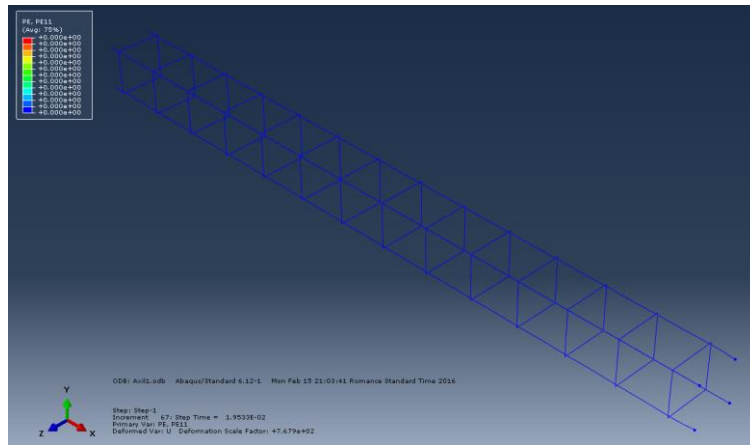 PE, PE11
(Avg: 75%)
+0.000e+00
+0.000e+00
+0.000e+00
+0.000e+00
+0.000e+00
+0.000e+00
+0.000e+00
+0.000e+00
+0.000e+00
+0.000e+00
+0.000e+00
+0.000e+00
+0.000e+00
ODB: Axil1.odb Abaqus/Standard 6.12-1 Mon Feb 15 21:03:41 Romance Standard Time 2016
Y
Z
X
Step: Step-1
Increment 67: Step Time = 1.9533E-02
Primary Var: PE, PE11
Deformed Var: U Deformation Scale Factor: +7.679e+02